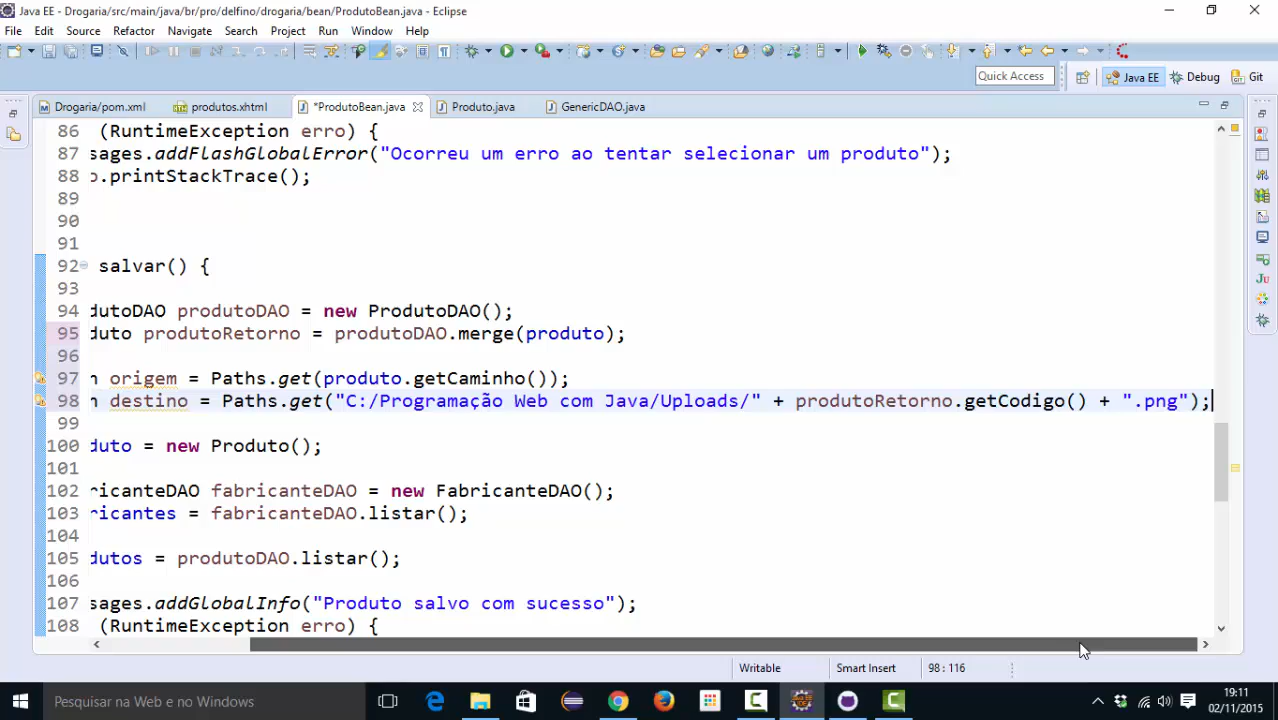 Java EE - Drogaria/src/main/java/br/pro/delfino/drogaria/bean/ProdutoBean.java - Eclipse
File Edit Source Refactor Navigate Search Project Run Window Help
Quick Access Java EE Debug Git
Drogaria/pom.xml produtos.xhtml *ProdutoBean.java Produto.java GenericDAO.java
86 (RuntimeException erro) {
87 sages.addFlashGlobalError("Ocorreu um erro ao tentar selecionar um produto");
88 o.printStackTrace();
89
90
91
92 salvar() {
93
94 dutoDAO produtoDAO = new ProdutoDAO();
95 duto produtoRetorno = produtoDAO.merge(produto);
96
97 h origem = Paths.get(produto.getCaminho());
98 h destino = Paths.get("C:/Programação Web com Java/Uploads/" + produtoRetorno.getCodigo() + ".png");
99
100 duto = new Produto();
101
102 ricanteDAO fabricanteDAO = new FabricanteDAO();
103 ricantes = fabricanteDAO.listar();
104
105 dutos = produtoDAO.listar();
106
107 sages.addGlobalInfo("Produto salvo com sucesso");
108 (RuntimeException erro) {
Writable Smart Insert 98 : 116
Pesquisar na Web e no Windows
19:11
02/11/2015